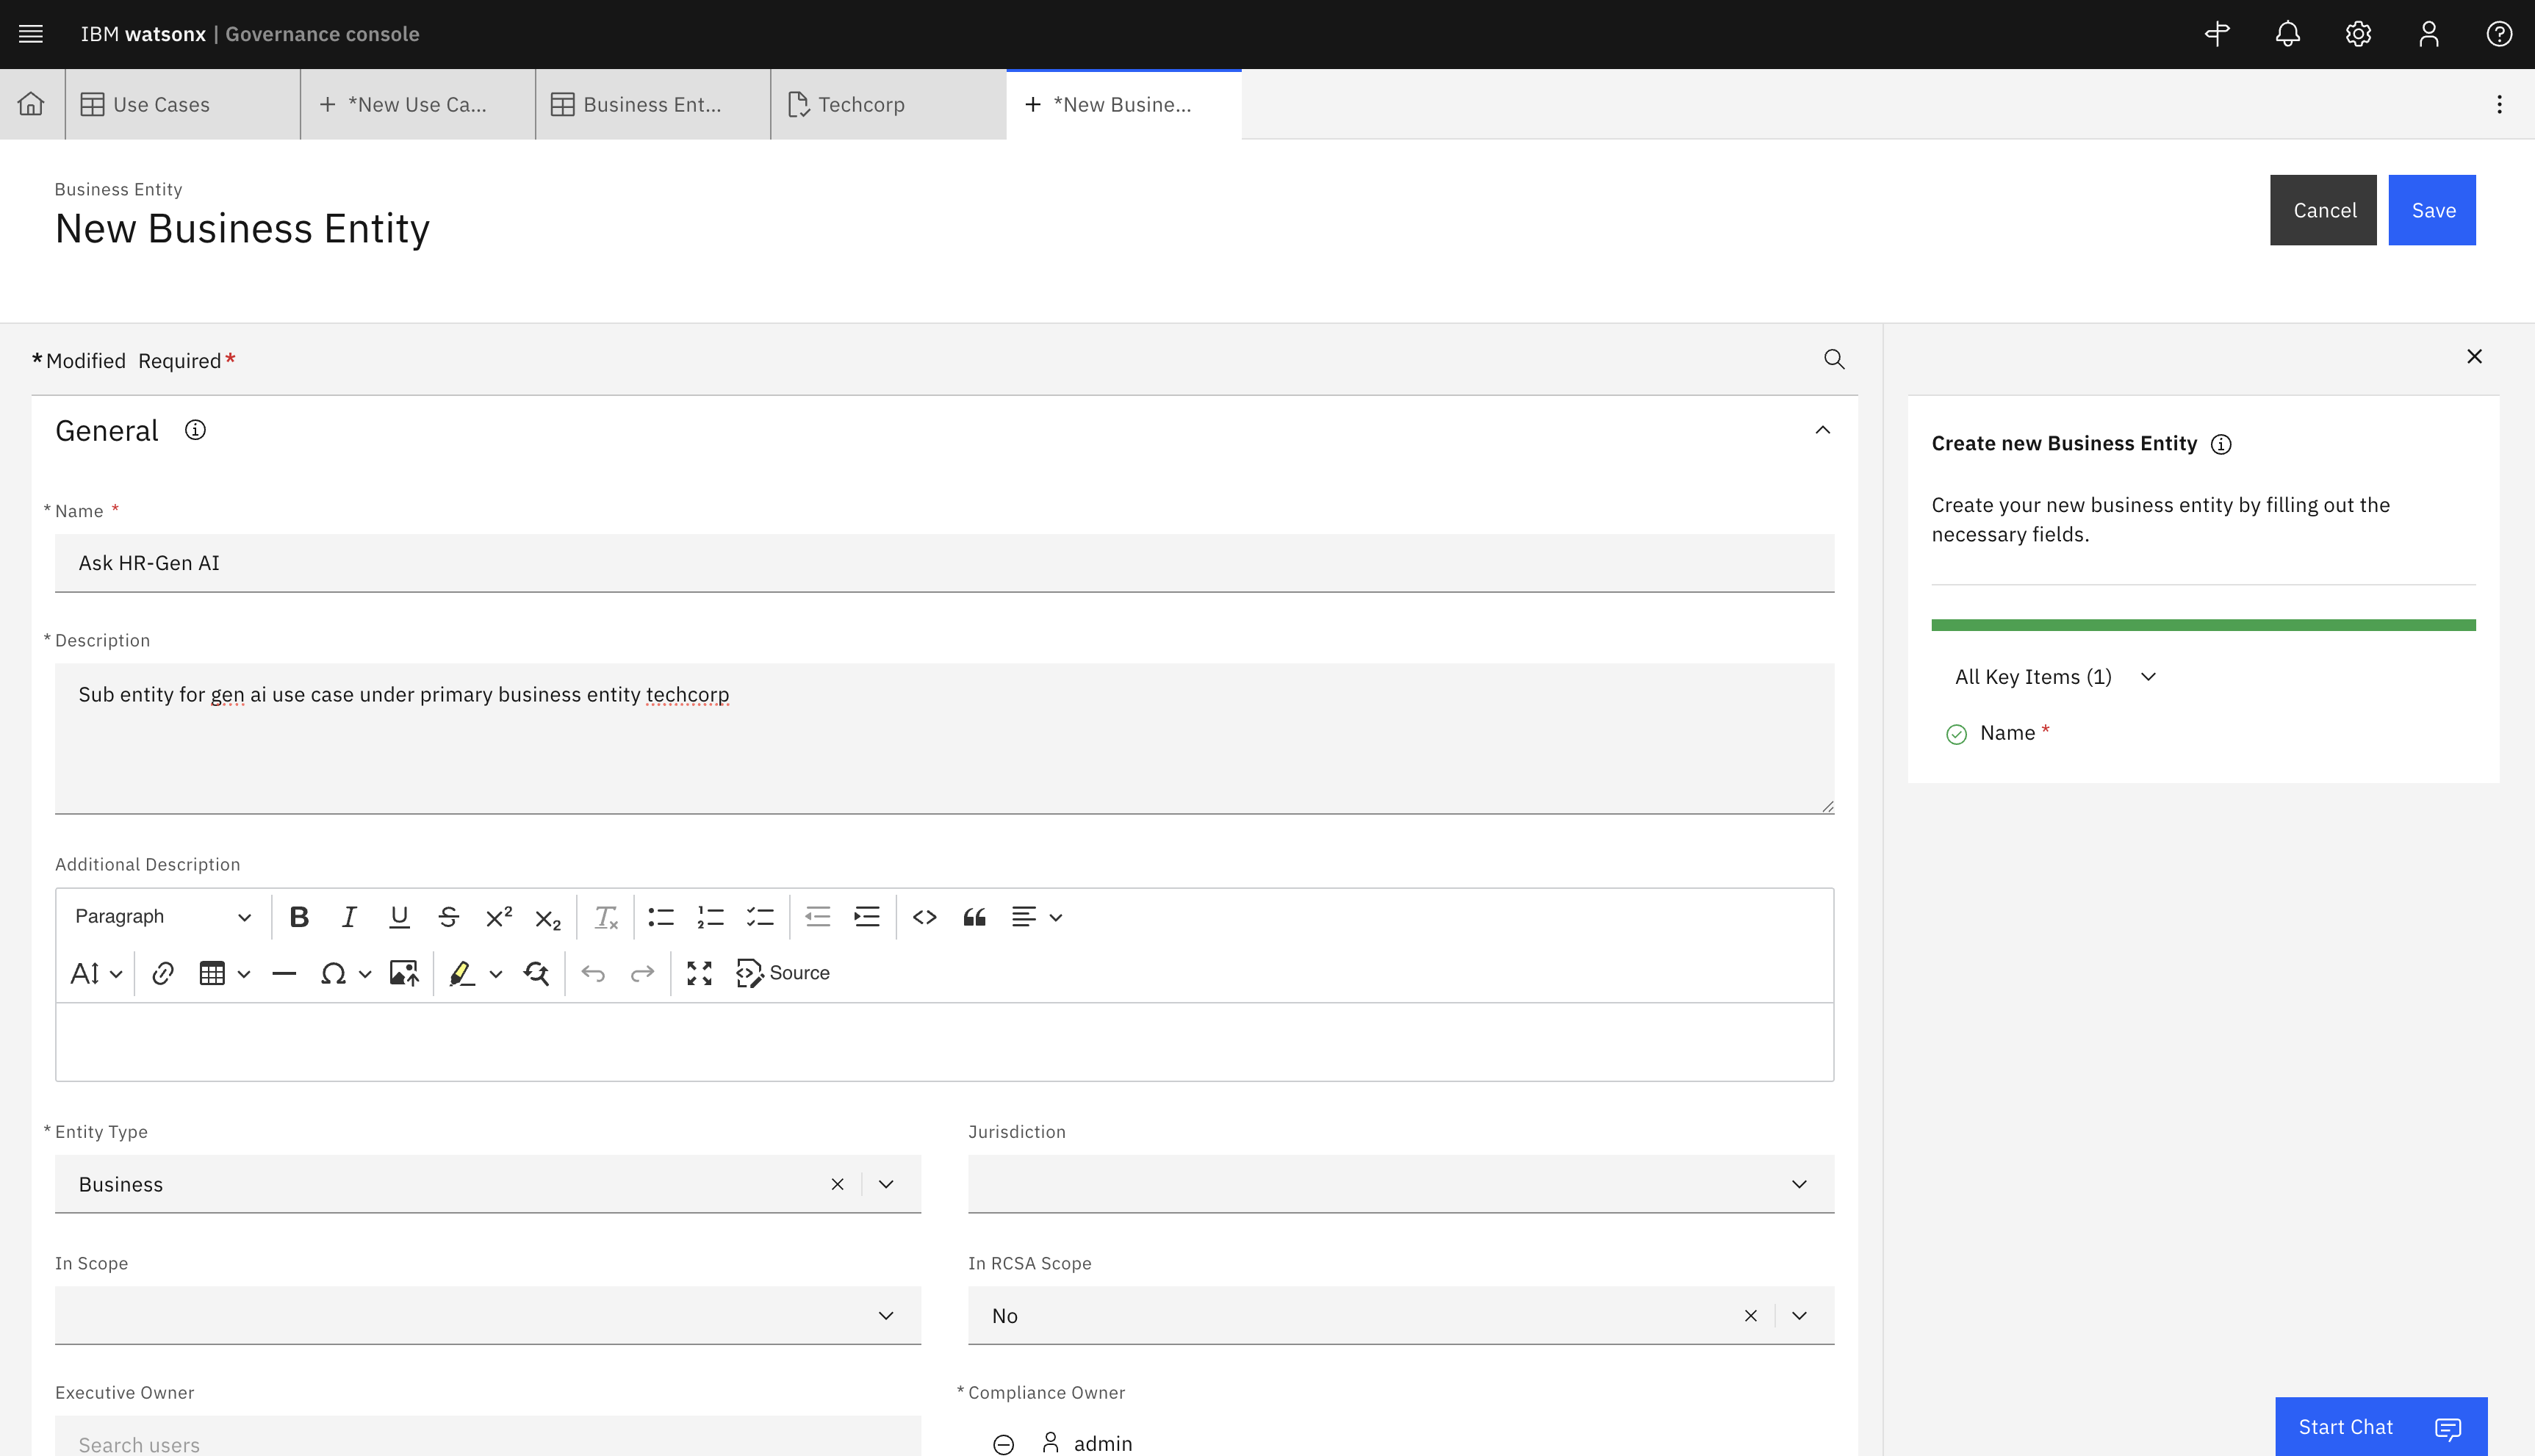 IBM watsonx | Governance console
Use Cases
*New Use Ca...
Business Ent...
Techcorp
*New Busine...
Business Entity
New Business Entity
Cancel
Save
*Modified Required*
General
* Name *
Ask HR-Gen AI
* Description
Sub entity for gen ai use case under primary business entity techcorp
Additional Description
Paragraph
Source
* Entity Type
Jurisdiction
Business
In Scope
In RCSA Scope
No
Executive Owner
* Compliance Owner
Search users
admin
Create new Business Entity
Create your new business entity by filling out the
necessary fields.
All Key Items (1)
Name *
Start Chat